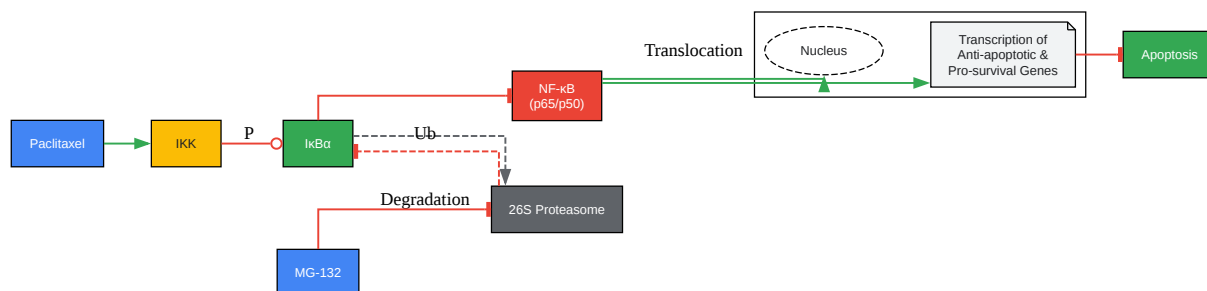 Paclitaxel
IKK
P
IκBα
Ub
NF-κB
(p65/p50)
Translocation
Nucleus
Transcription of
Anti-apoptotic &
Pro-survival Genes
Apoptosis
Degradation
26S Proteasome
MG-132